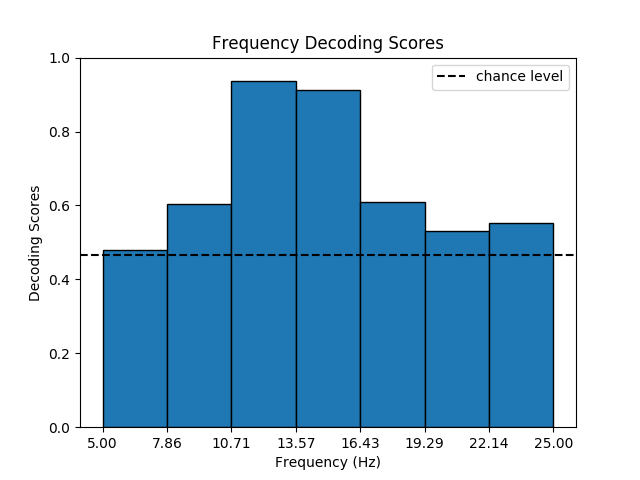 Frequency Decoding Scores
chance level
Decoding Scores
1.0
0.8
0.6
0.4
0.2
0.0
5.00 7.86 10.71 13.57 16.43 19.29 22.14 25.00
Frequency (Hz)